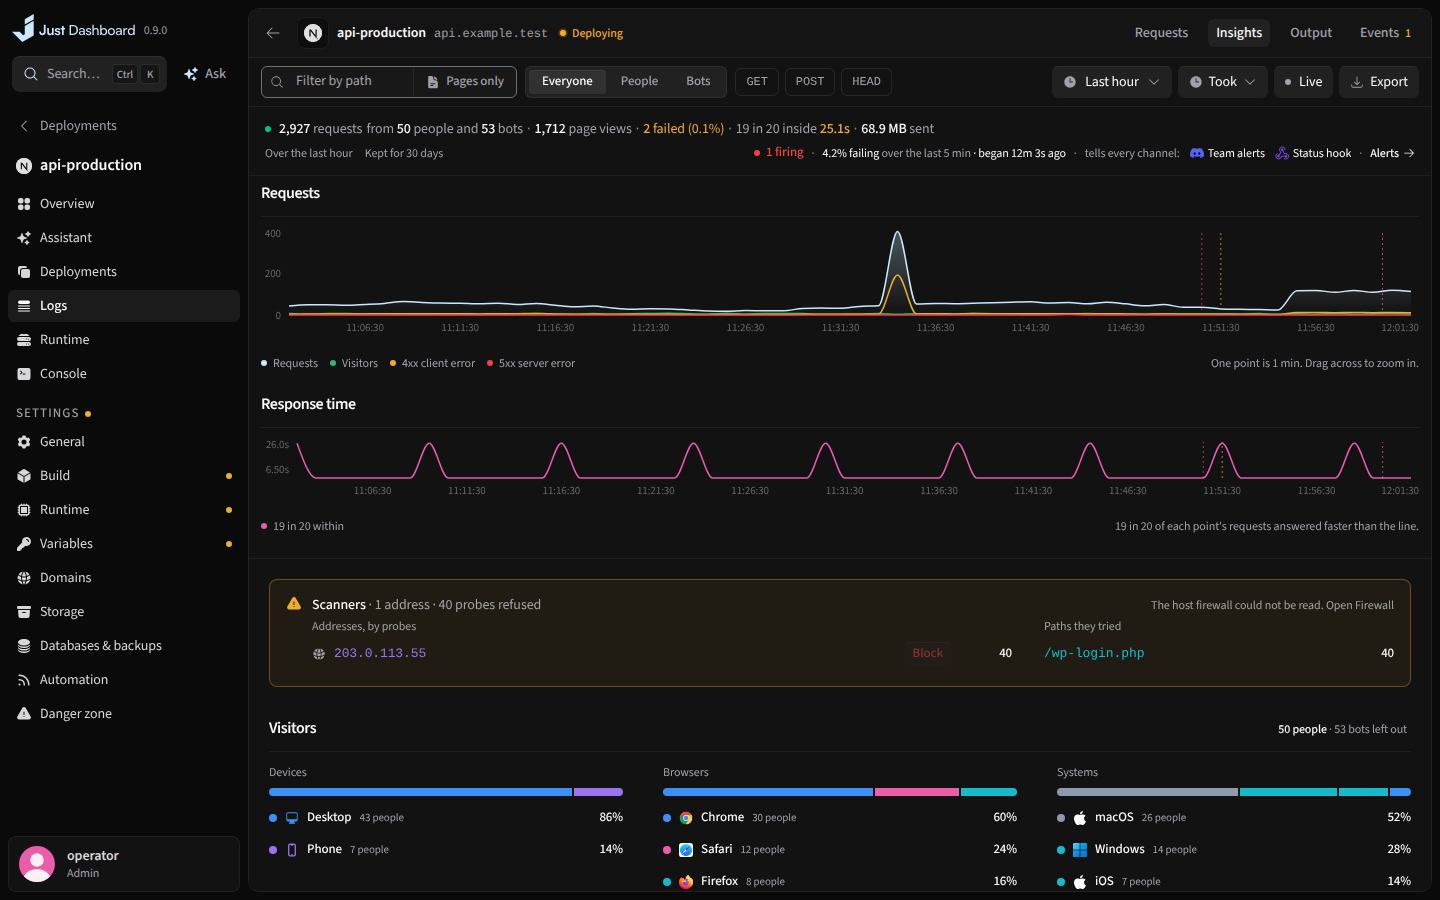 Just Dashboard 0.9.0
Search... Ctrl K Ask
Deployments
api-production
Overview
Assistant
Deployments
Logs
Runtime
Console
SETTINGS
General
Build
Runtime
Variables
Domains
Storage
Databases & backups
Automation
Danger zone
operator
Admin
N api-production api.example.test Deploying Requests Insights Output Events 1
Filter by path Pages only Everyone People Bots GET POST HEAD Last hour Took Live Export
2,927 requests from 50 people and 53 bots · 1,712 page views · 2 failed (0.1%) · 19 in 20 inside 25.1s · 68.9 MB sent
Over the last hour Kept for 30 days 1 firing · 4.2% failing over the last 5 min · began 12m 3s ago · tells every channel: Team alerts Status hook · Alerts →
Requests
400
200
0
11:06:30 11:11:30 11:16:30 11:21:30 11:26:30 11:31:30 11:36:30 11:41:30 11:46:30 11:51:30 11:56:30 12:01:30
Requests Visitors 4xx client error 5xx server error One point is 1 min. Drag across to zoom in.
Response time
26.0s
6.50s
11:06:30 11:11:30 11:16:30 11:21:30 11:26:30 11:31:30 11:36:30 11:41:30 11:46:30 11:51:30 11:56:30 12:01:30
19 in 20 within 19 in 20 of each point's requests answered faster than the line.
Scanners · 1 address · 40 probes refused The host firewall could not be read. Open Firewall
Addresses, by probes Paths they tried
203.0.113.55 Block 40 /wp-login.php 40
Visitors 50 people · 53 bots left out
Devices Browsers Systems
Desktop 43 people 86% Chrome 30 people 60% macOS 26 people 52%
Phone 7 people 14% Safari 12 people 24% Windows 14 people 28%
Firefox 8 people 16% iOS 7 people 14%